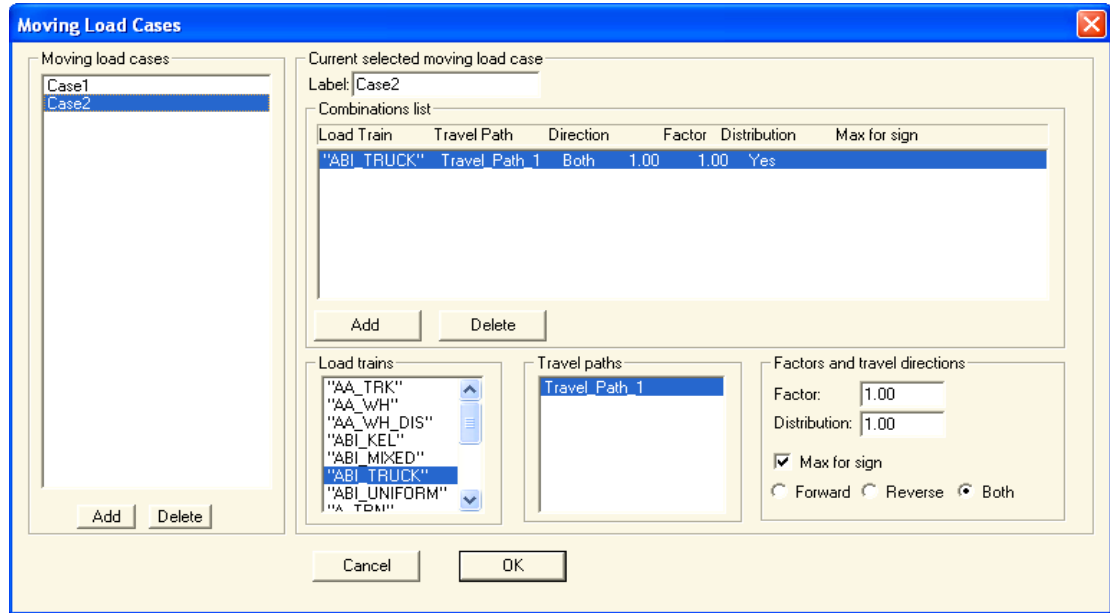 Moving Load Cases
Moving load cases
Case1
Case2
Add Delete
Current selected moving load case
Label: Case2
Combinations list
Load Train Travel Path Direction Factor Distribution Max for sign
"ABI_TRUCK" Travel_Path_1 Both 1.00 1.00 Yes
Add Delete
Load trains
"AA_TRK"
"AA_WH"
"AA_WH_DIS"
"ABI_KEL"
"ABI_MIXED"
"ABI_TRUCK"
"ABI_UNIFORM"
"A_TRN"
Travel paths
Travel_Path_1
Factors and travel directions
Factor: 1.00
Distribution: 1.00
Max for sign
Forward Reverse Both
Cancel OK